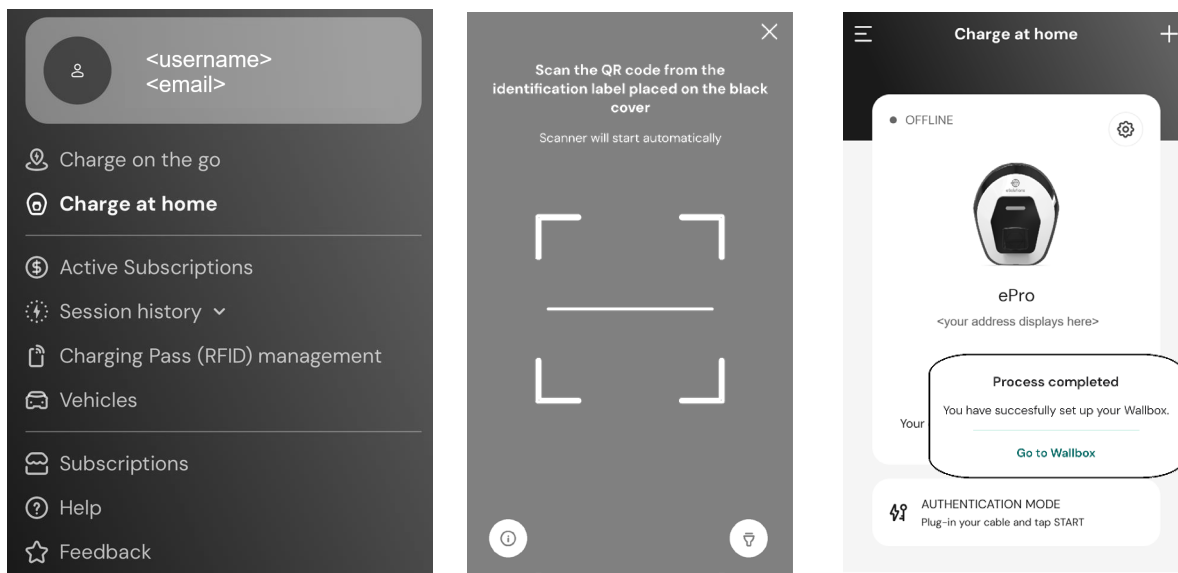 <username>
<email>
Charge on the go
Charge at home
Active Subscriptions
Session history
Charging Pass (RFID) management
Vehicles
Subscriptions
Help
Feedback
Scan the QR code from the
identification label placed on the black
cover
Scanner will start automatically
Charge at home
OFFLINE
ePro
<your address displays here>
Process completed
You have succesfully set up your Wallbox.
Your
Go to Wallbox
AUTHENTICATION MODE
Plug-in your cable and tap START